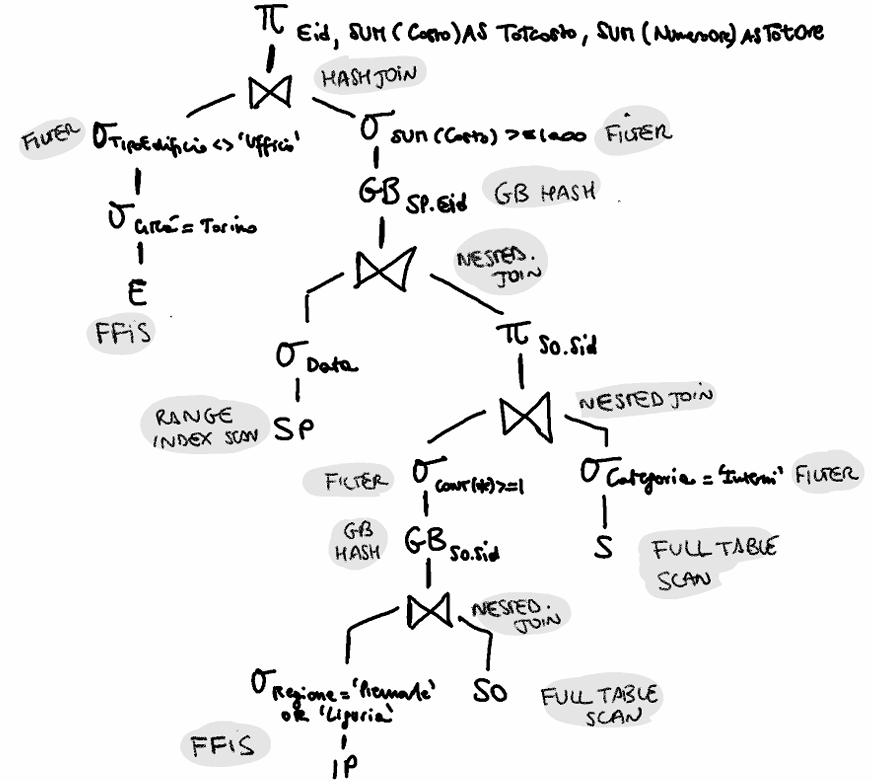 π Eid, SUM(Costo) AS TotCosto, SUM(NumeroOre) AS TotOre
HASH JOIN
FILTER σ TipoEdificio <> 'Ufficio'
σ SUM(Costo) >= 1000 FILTER
GB SP.Eid GB HASH
σ Città = Torino
NESTED. JOIN
E
FFiS
π SO.Sid
σ Data
NESTED JOIN
RANGE
INDEX SCAN SP
FILTER σ COUNT(*) >= 1
σ Categoria = 'Interni' FILTER
GB
HASH GB SO.Sid
S FULL TABLE
SCAN
NESTED.
JOIN
σ Regione = 'Piemonte'
OR 'Liguria'
SO FULL TABLE
SCAN
FFiS
IP